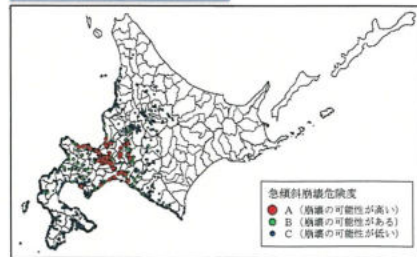 急傾斜崩壊危険度
A（崩壊の可能性が高い）
B（崩壊の可能性がある）
C（崩壊の可能性が低い）